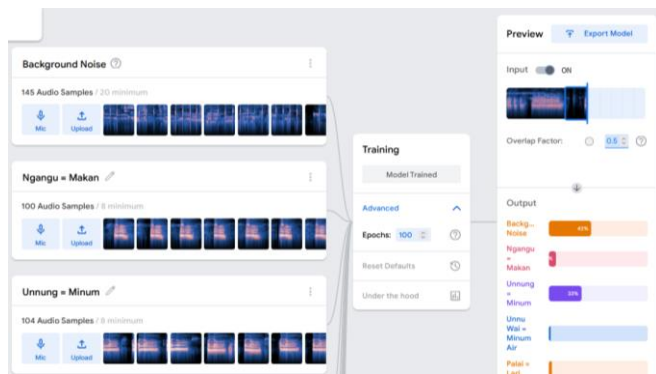 Background Noise
145 Audio Samples / 20 minimum
Mic
Upload
Ngangu = Makan
100 Audio Samples / 8 minimum
Mic
Upload
Unnung = Minum
104 Audio Samples / 8 minimum
Mic
Upload
Training
Model Trained
Advanced
Epochs: 100
Reset Defaults
Under the hood
Preview
Export Model
Input ON
Overlap Factor: 0.5
Output
Backg...
Noise
Ngangu
=
Makan
Unnung
=
Minum
Unnu
Wai =
Minum
Air
Palai =